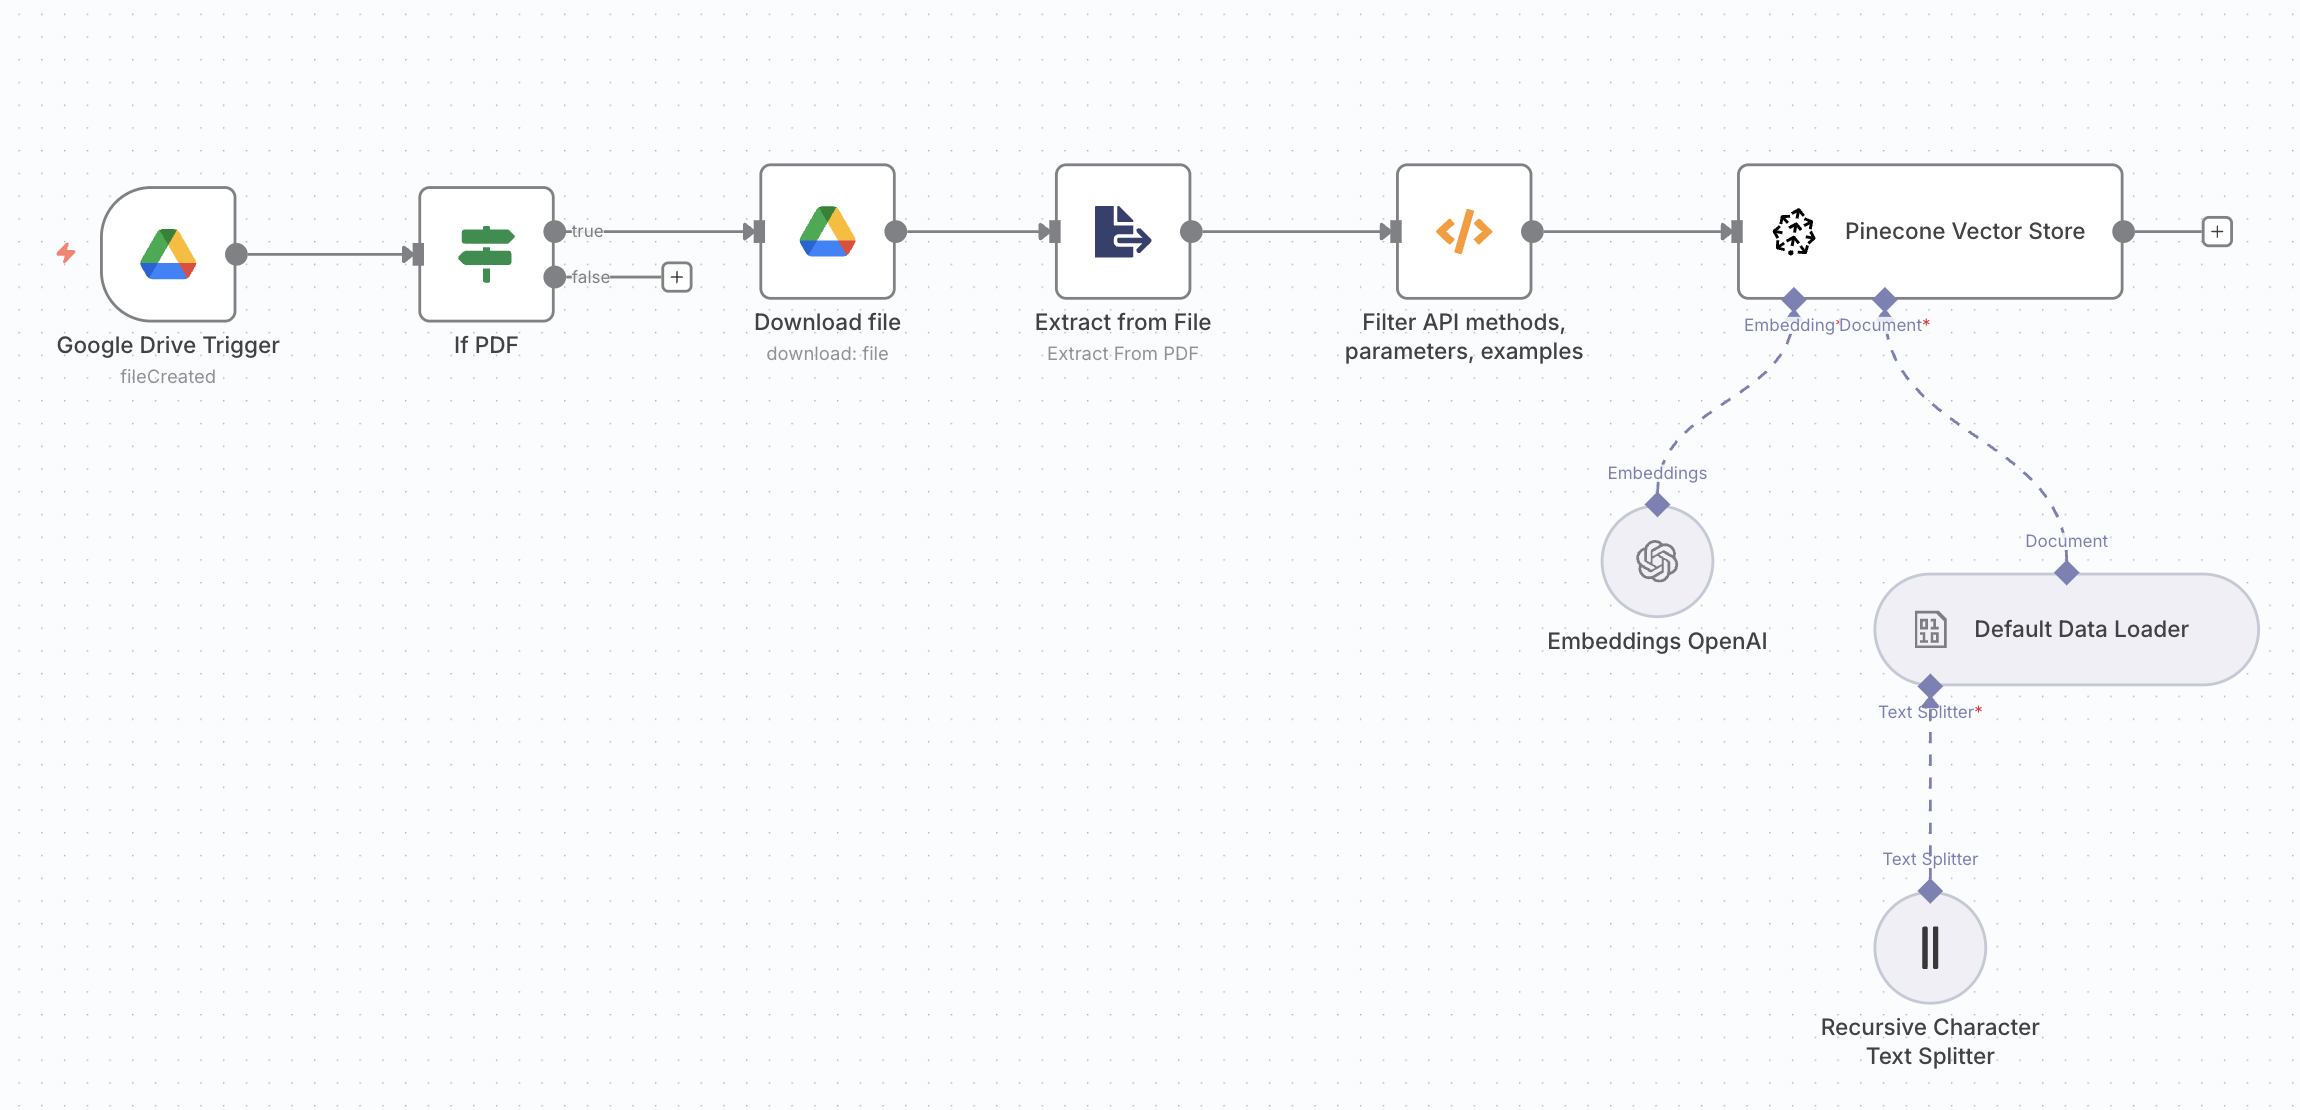 Google Drive Trigger
fileCreated
If PDF
true
false
Download file
download: file
Extract from File
Extract From PDF
Filter API methods,
parameters, examples
Pinecone Vector Store
Embedding*
Document*
Embeddings
Embeddings OpenAI
Document
01
10
Default Data Loader
Text Splitter*
Text Splitter
Recursive Character
Text Splitter